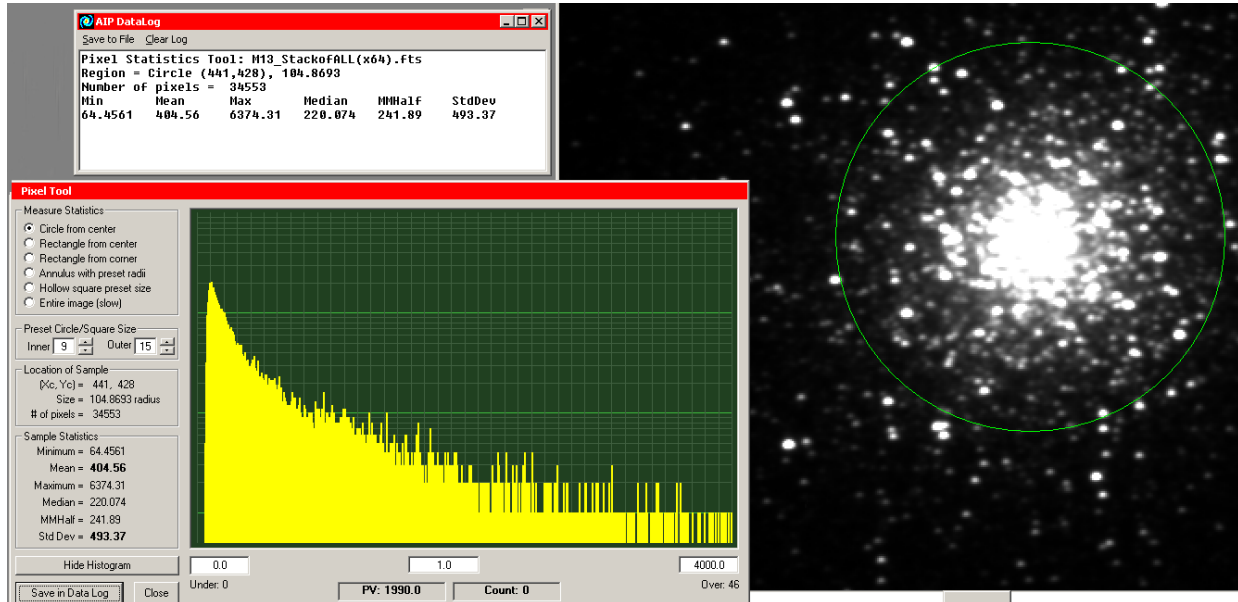 AIP DataLog
Save to File Clear Log
Pixel Statistics Tool: M13_StackofALL(x64).fts
Region = Circle (441,428), 104.8693
Number of pixels = 34553
Min Mean Max Median MMHalf StdDev
64.4561 404.56 6374.31 220.074 241.89 493.37
Pixel Tool
Measure Statistics
Circle from center
Rectangle from center
Rectangle from corner
Annulus with preset radii
Hollow square preset size
Entire image (slow)
Preset Circle/Square Size
Inner 9 Outer 15
Location of Sample
(Xc, Yc) = 441, 428
Size = 104.8693 radius
# of pixels = 34553
Sample Statistics
Minimum = 64.4561
Mean = 404.56
Maximum = 6374.31
Median = 220.074
MMHalf = 241.89
Std Dev = 493.37
Hide Histogram
Save in Data Log Close
0.0 1.0 4000.0
Under: 0 PV: 1990.0 Count: 0 Over: 46